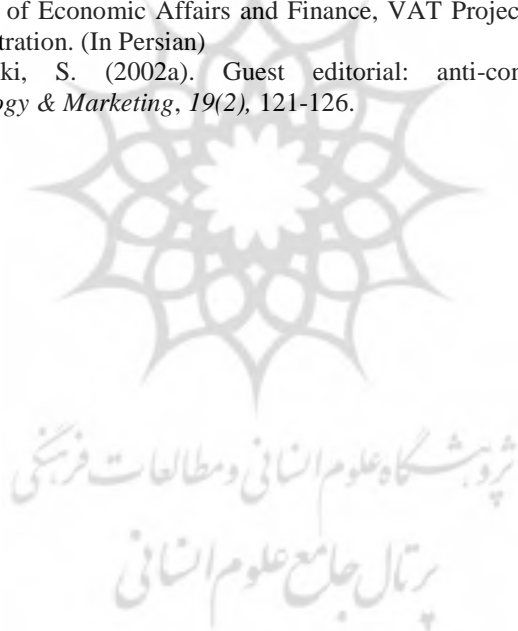 of Economic Affairs and Finance, VAT Projec
tration. (In Persian)
ki, S. (2002a). Guest editorial: anti-con
ogy & Marketing, 19(2), 121-126.
پژوهشگاه علوم انسانی و مطالعات فرهنگی
پرتال جامع علوم انسانی